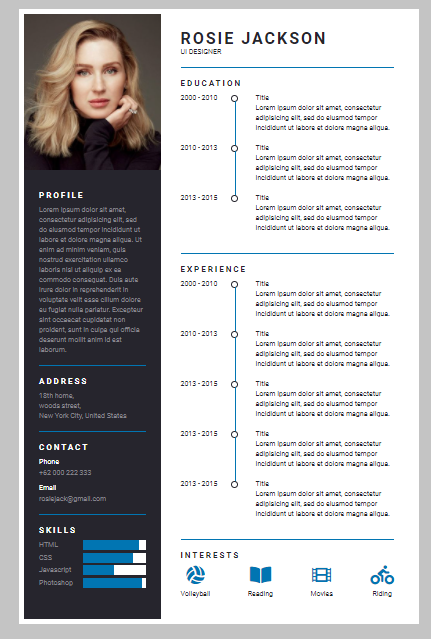 PROFILE
Lorem ipsum dolor sit amet,
consectetur adipisicing elit, sed
do eiusmod tempor incididunt ut
labore et dolore magna aliqua. Ut
enim ad minim veniam, quis
nostrud exercitation ullamco
laboris nisi ut aliquip ex ea
commodo consequat. Duis aute
irure dolor in reprehenderit in
voluptate velit esse cillum dolore
eu fugiat nulla pariatur. Excepteur
sint occaecat cupidatat non
proident, sunt in culpa qui officia
deserunt mollit anim id est
laborum.
ADDRESS
18th home,
woods street,
New York City, United States
CONTACT
Phone
+62 000 222 333
Email
rosiejack@gmail.com
SKILLS
HTML
CSS
Javascript
Photoshop
ROSIE JACKSON
UI DESIGNER
EDUCATION
2000 - 2010 Title
Lorem ipsum dolor sit amet, consectetur
adipisicing elit, sed do eiusmod tempor
incididunt ut labore et dolore magna aliqua.
2010 - 2013 Title
Lorem ipsum dolor sit amet, consectetur
adipisicing elit, sed do eiusmod tempor
incididunt ut labore et dolore magna aliqua.
2013 - 2015 Title
Lorem ipsum dolor sit amet, consectetur
adipisicing elit, sed do eiusmod tempor
incididunt ut labore et dolore magna aliqua.
EXPERIENCE
2000 - 2010 Title
Lorem ipsum dolor sit amet, consectetur
adipisicing elit, sed do eiusmod tempor
incididunt ut labore et dolore magna aliqua.
2010 - 2013 Title
Lorem ipsum dolor sit amet, consectetur
adipisicing elit, sed do eiusmod tempor
incididunt ut labore et dolore magna aliqua.
2013 - 2015 Title
Lorem ipsum dolor sit amet, consectetur
adipisicing elit, sed do eiusmod tempor
incididunt ut labore et dolore magna aliqua.
2013 - 2015 Title
Lorem ipsum dolor sit amet, consectetur
adipisicing elit, sed do eiusmod tempor
incididunt ut labore et dolore magna aliqua.
2013 - 2015 Title
Lorem ipsum dolor sit amet, consectetur
adipisicing elit, sed do eiusmod tempor
incididunt ut labore et dolore magna aliqua.
INTERESTS
Volleyball Reading Movies Riding